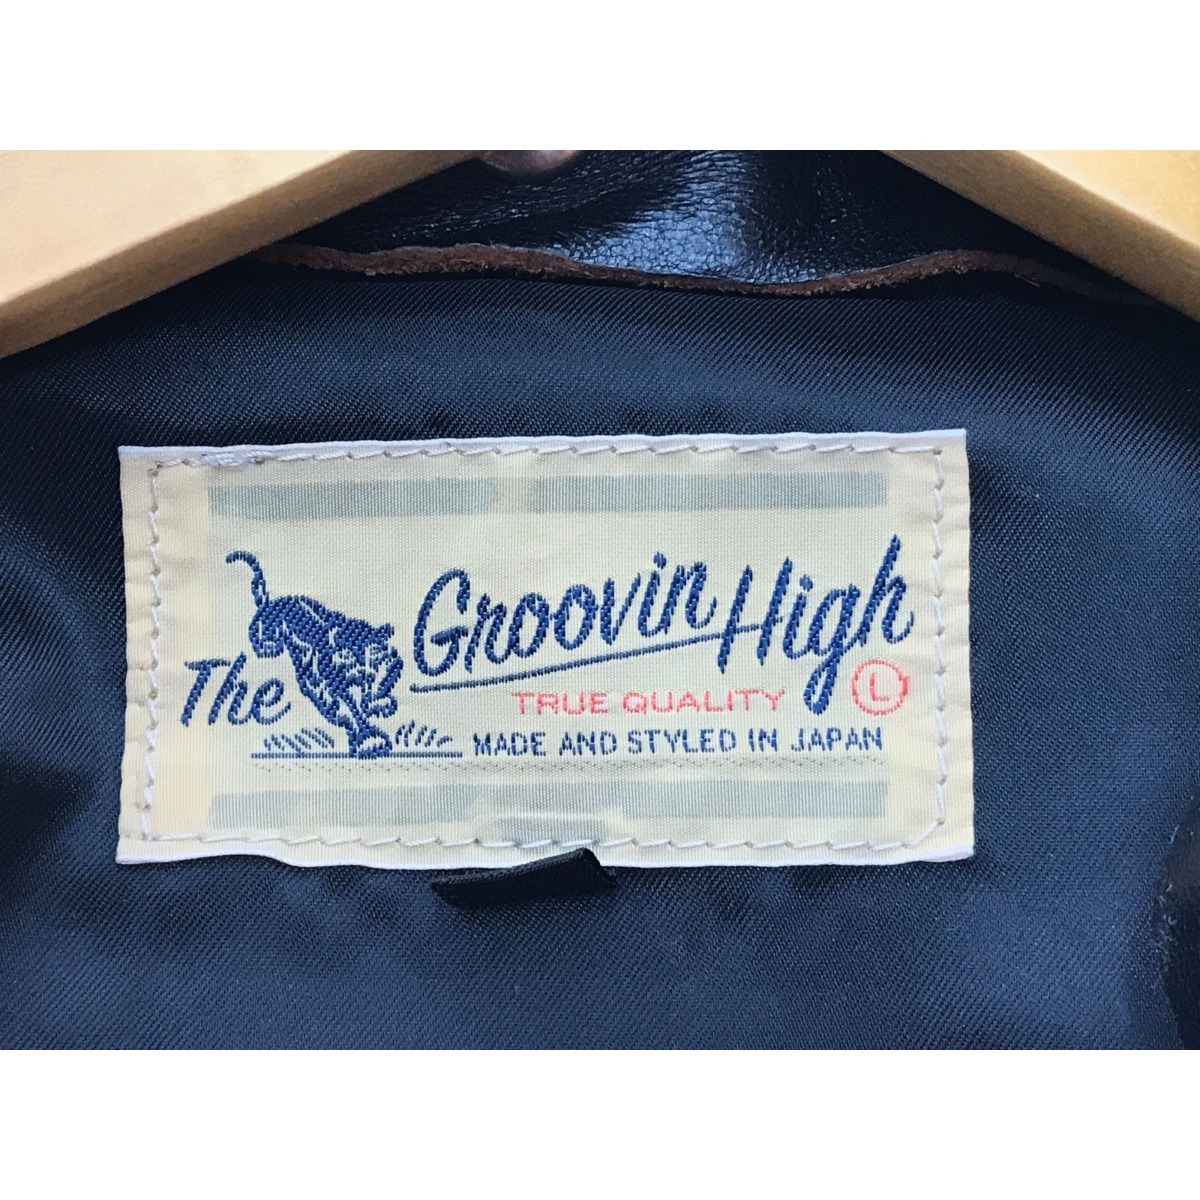 The Groovin High
TRUE QUALITY L
MADE AND STYLED IN JAPAN